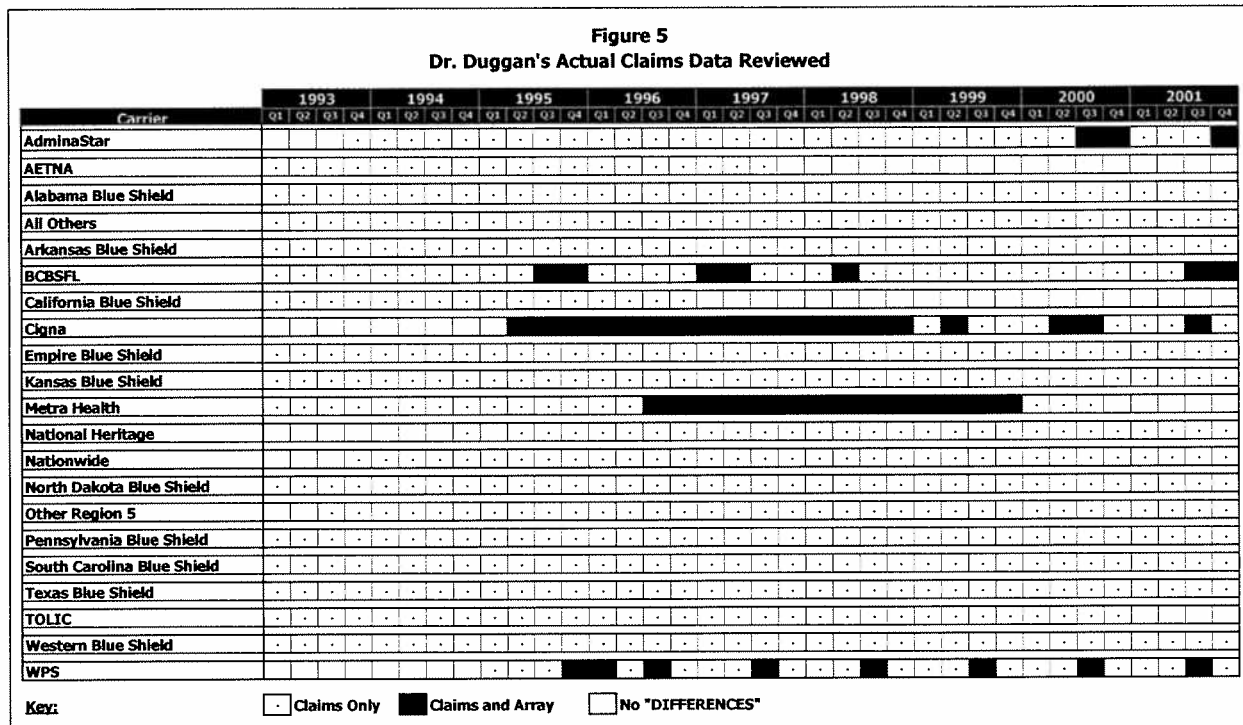 Figure 5
Dr. Duggan's Actual Claims Data Reviewed
1993 1994 1995 1996 1997 1998 1999 2000 2001
Carrier Q1 Q2 Q3 Q4 Q1 Q2 Q3 Q4 Q1 Q2 Q3 Q4 Q1 Q2 Q3 Q4 Q1 Q2 Q3 Q4 Q1 Q2 Q3 Q4 Q1 Q2 Q3 Q4 Q1 Q2 Q3 Q4 Q1 Q2 Q3 Q4
AdminaStar
AETNA
Alabama Blue Shield
All Others
Arkansas Blue Shield
BCBSFL
California Blue Shield
Cigna
Empire Blue Shield
Kansas Blue Shield
Metra Health
National Heritage
Nationwide
North Dakota Blue Shield
Other Region 5
Pennsylvania Blue Shield
South Carolina Blue Shield
Texas Blue Shield
TOLIC
Western Blue Shield
WPS
Key: Claims Only Claims and Array No "DIFFERENCES"